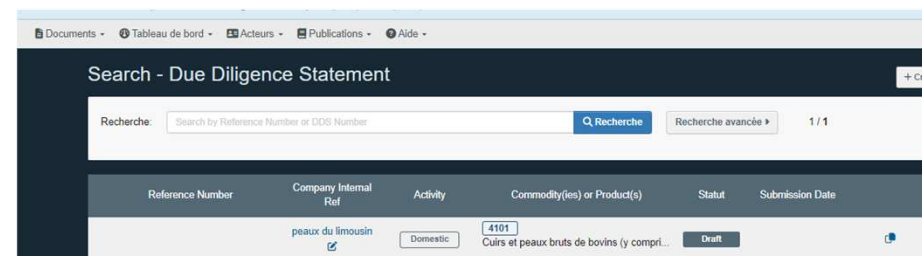 Documents Tableau de bord Acteurs Publications Aide
Search - Due Diligence Statement
Recherche: Search by Reference Number or DDS Number Recherche Recherche avancée 1 / 1
Reference Number Company Internal Ref Activity Commodity(ies) or Product(s) Statut Submission Date
peaux du limousin Domestic 4101 Cuirs et peaux bruts de bovins (y compri... Draft